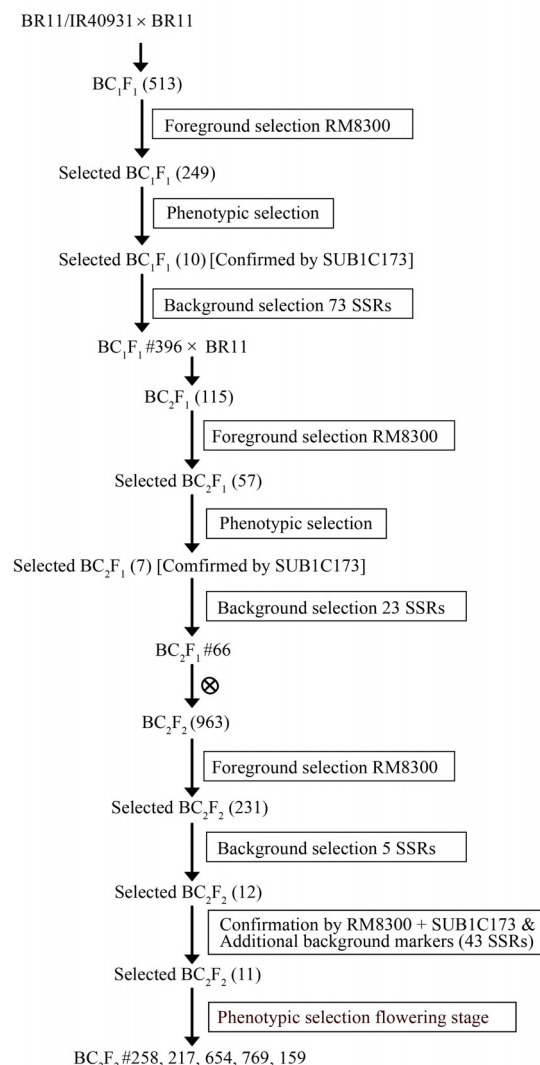 BR11/IR40931 × BR11
BC₁F₁ (513)
Foreground selection RM8300
Selected BC₁F₁ (249)
Phenotypic selection
Selected BC₁F₁ (10) [Confirmed by SUB1C173]
Background selection 73 SSRs
BC₁F₁ #396 × BR11
BC₂F₁ (115)
Foreground selection RM8300
Selected BC₂F₁ (57)
Phenotypic selection
Selected BC₂F₁ (7) [Comfirmed by SUB1C173]
Background selection 23 SSRs
BC₂F₁ #66
BC₂F₂ (963)
Foreground selection RM8300
Selected BC₂F₂ (231)
Background selection 5 SSRs
Selected BC₂F₂ (12)
Confirmation by RM8300 + SUB1C173 &
Additional background markers (43 SSRs)
Selected BC₂F₂ (11)
Phenotypic selection flowering stage
BC₂F₂ #258, 217, 654, 769, 159